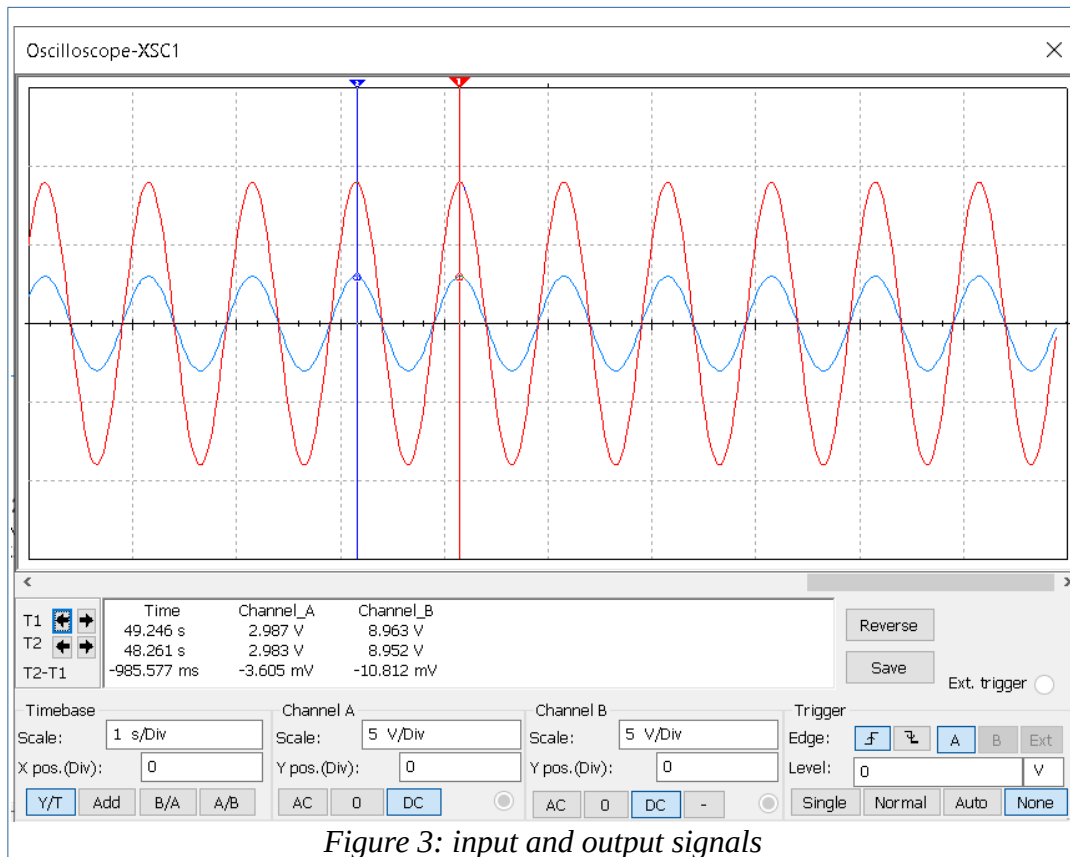 Oscilloscope-XSC1
2
1
Time Channel_A Channel_B
T1 49.246 s 2.987 V 8.963 V
T2 48.261 s 2.983 V 8.952 V
T2-T1 -985.577 ms -3.605 mV -10.812 mV
Reverse
Save
Ext. trigger
Timebase
Scale: 1 s/Div
X pos.(Div): 0
Y/T Add B/A A/B
Channel A
Scale: 5 V/Div
Y pos.(Div): 0
AC 0 DC
Channel B
Scale: 5 V/Div
Y pos.(Div): 0
AC 0 DC -
Trigger
Edge: A B Ext
Level: 0 V
Single Normal Auto None
Figure 3: input and output signals